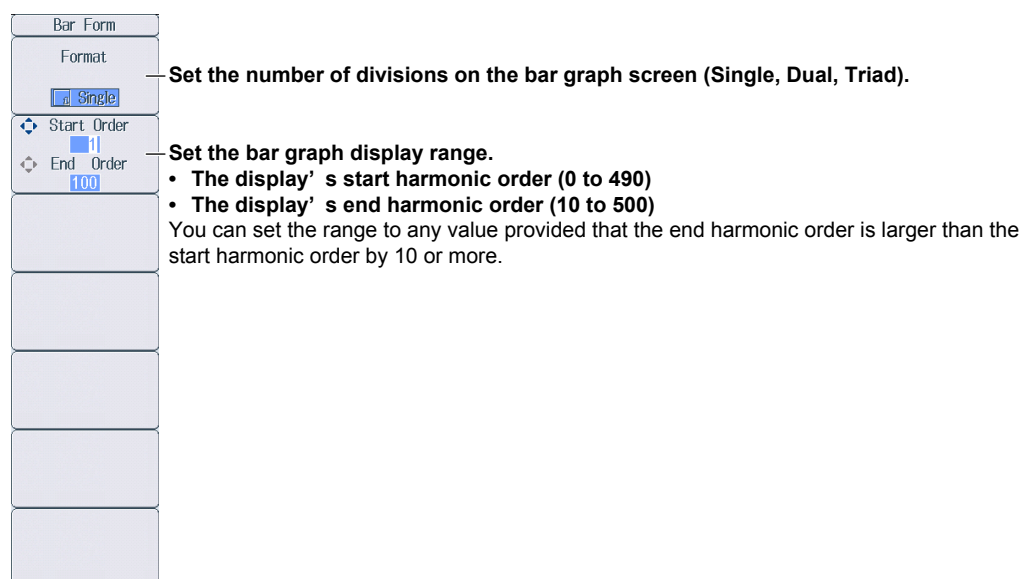 Bar Form
Format
Single
Set the number of divisions on the bar graph screen (Single, Dual, Triad).
Start Order
1
End Order
100
Set the bar graph display range.
• The display’ s start harmonic order (0 to 490)
• The display’ s end harmonic order (10 to 500)
You can set the range to any value provided that the end harmonic order is larger than the
start harmonic order by 10 or more.